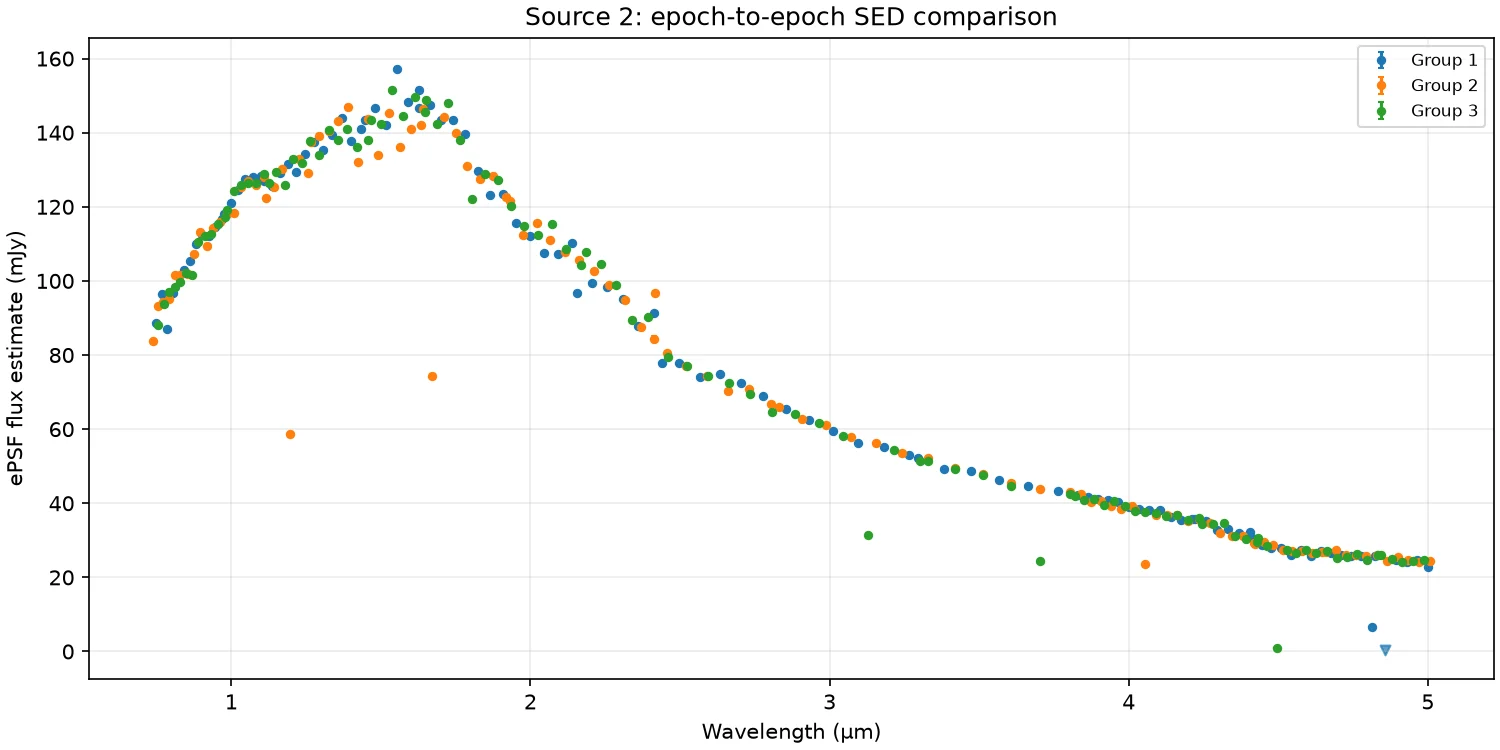 Source 2: epoch-to-epoch SED comparison
ePSF flux estimate (mJy)
160
140
120
100
80
60
40
20
0
Group 1
Group 2
Group 3
1 2 3 4 5
Wavelength (µm)